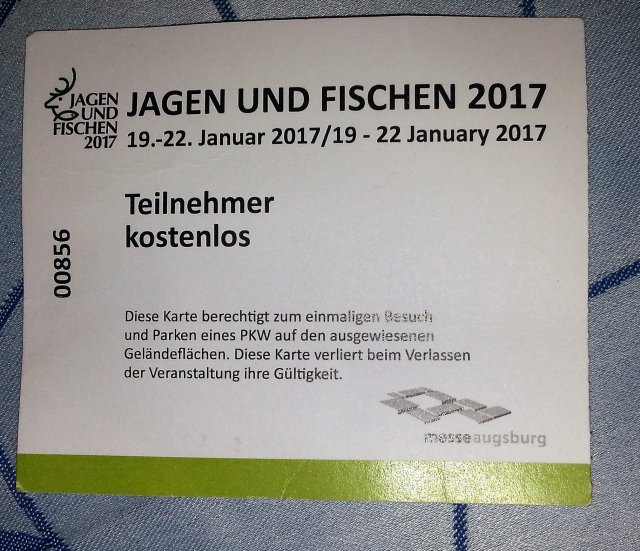 JAGEN
UND
FISCHEN
2017
JAGEN UND FISCHEN 2017
19.-22. Januar 2017/19 - 22 January 2017
Teilnehmer
kostenlos
00856
Diese Karte berechtigt zum einmaligen Besuch
und Parken eines PKW auf den ausgewiesenen
Geländeflächen. Diese Karte verliert beim Verlassen
der Veranstaltung ihre Gültigkeit.
messeaugsburg